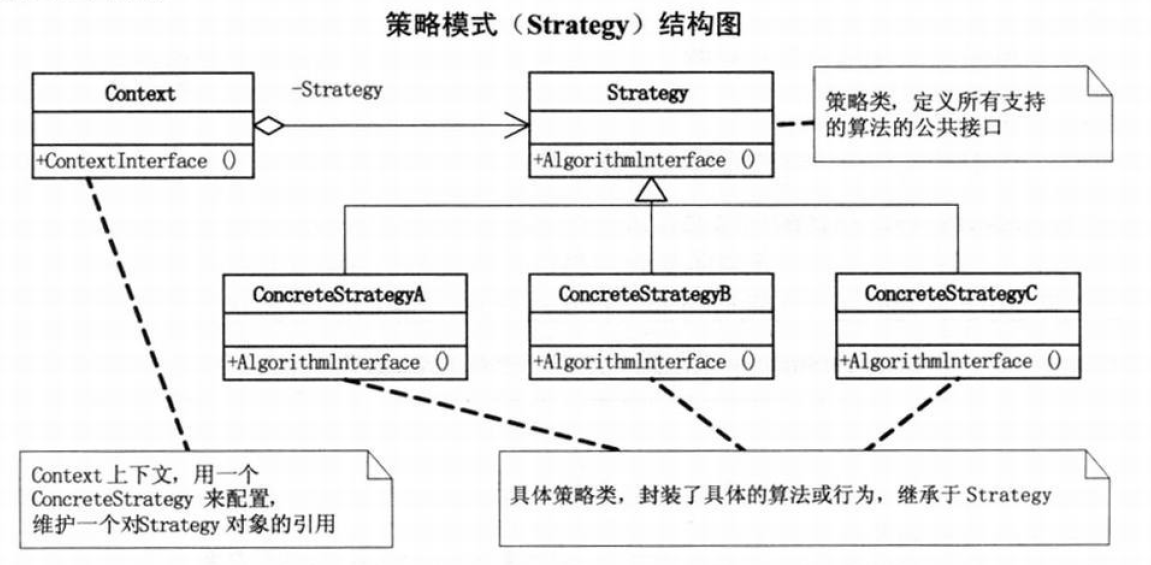 策略模式（Strategy）结构图
Context
-Strategy
Strategy
策略类，定义所有支持
的算法的公共接口
+ContextInterface ()
+Algorithmlnterface ()
ConcreteStrategyA
ConcreteStrategyB
ConcreteStrategyC
+Algorithmlnterface ()
+Algorithmlnterface ()
+Algorithmlnterface ()
Context 上下文，用一个
ConcreteStrategy 来配置，
维护一个对Strategy 对象的引用
具体策略类，封装了具体的算法或行为，继承于 Strategy